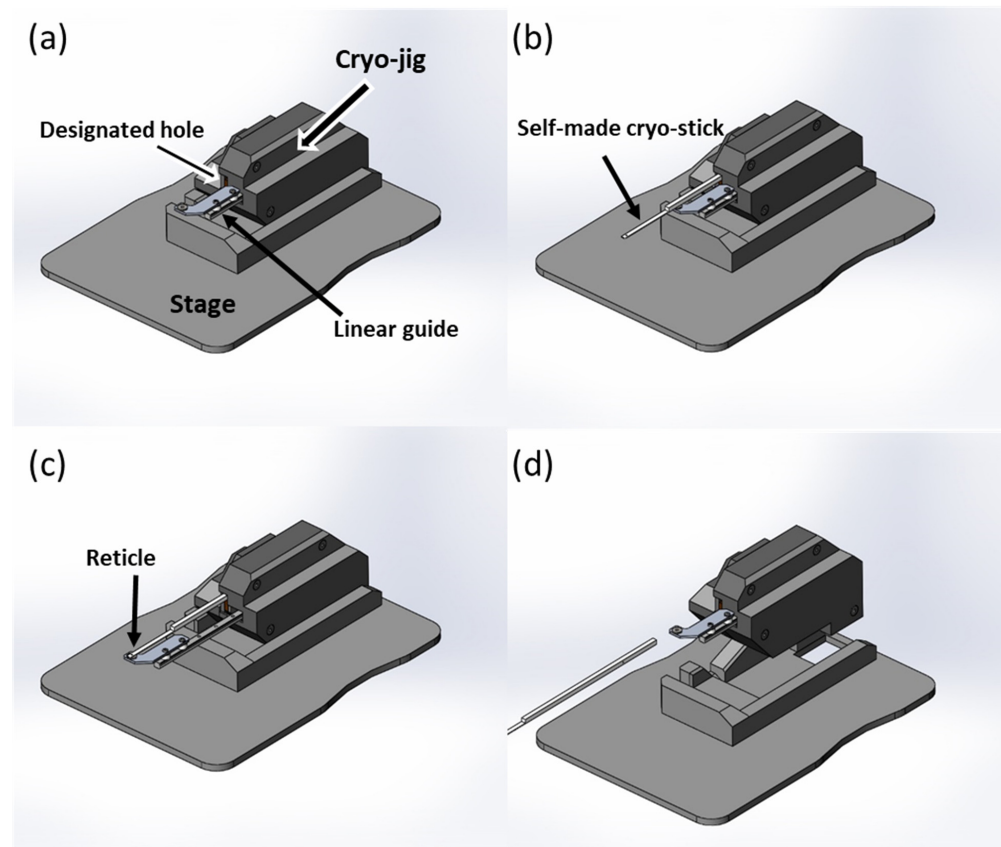 (a)
Cryo-jig
Designated hole
Stage
Linear guide
(b)
Self-made cryo-stick
(c)
Reticle
(d)